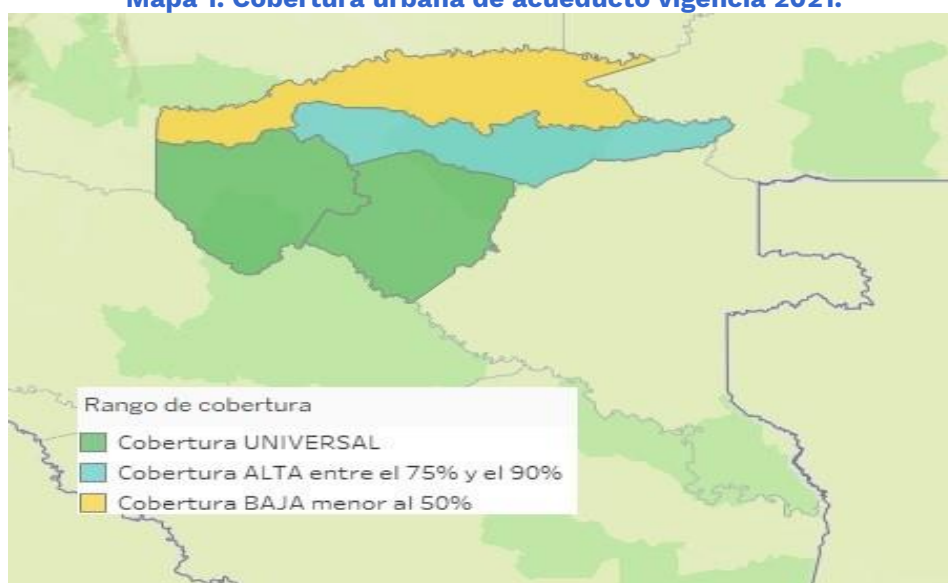 Mapa 1. Cobertura urbana de acueducto vigencia 2021.
Rango de cobertura
Cobertura UNIVERSAL
Cobertura ALTA entre el 75% y el 90%
Cobertura BAJA menor al 50%